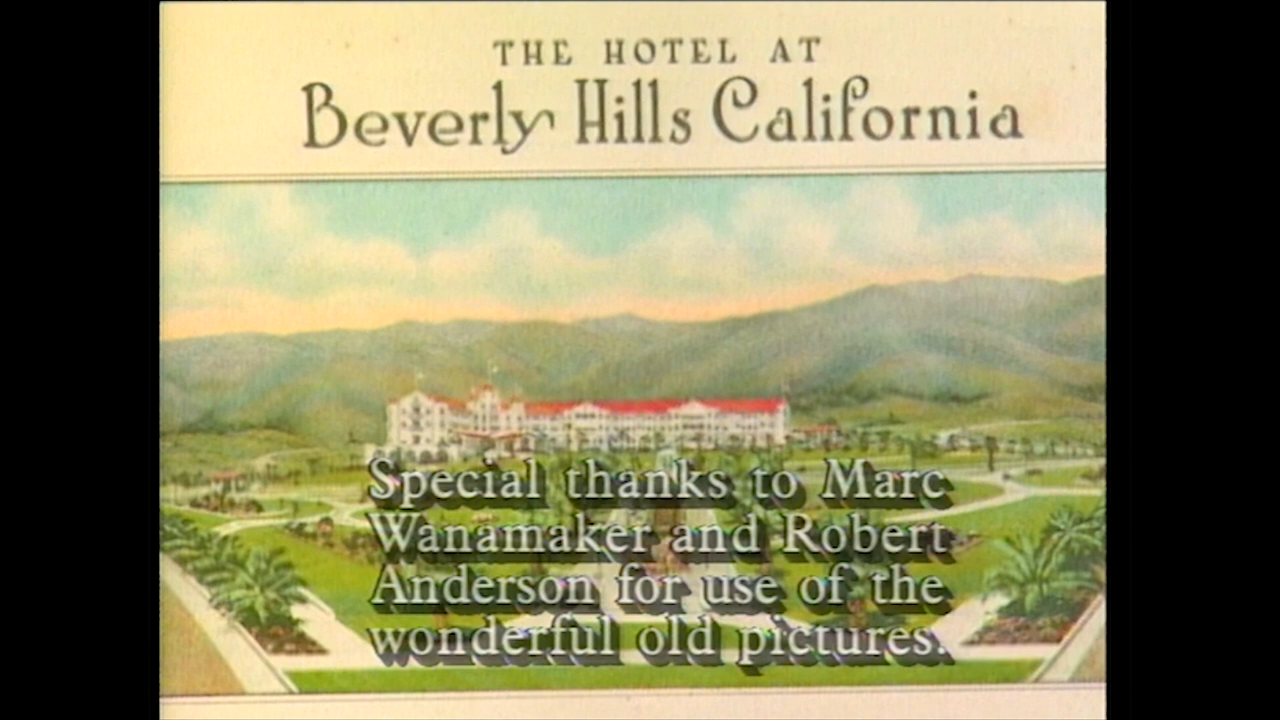 THE HOTEL AT
Beverly Hills California
Special thanks to Marc
Wanamaker and Robert
Anderson for use of the
wonderful old pictures.